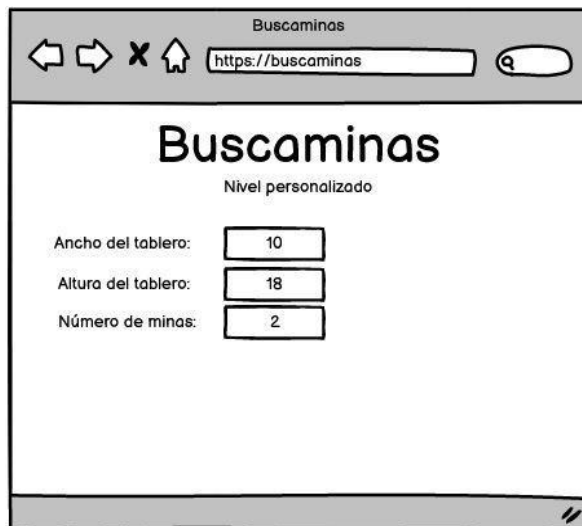 Buscaminas
https://buscaminas
Buscaminas
Nivel personalizado
Ancho del tablero: 10
Altura del tablero: 18
Número de minas: 2